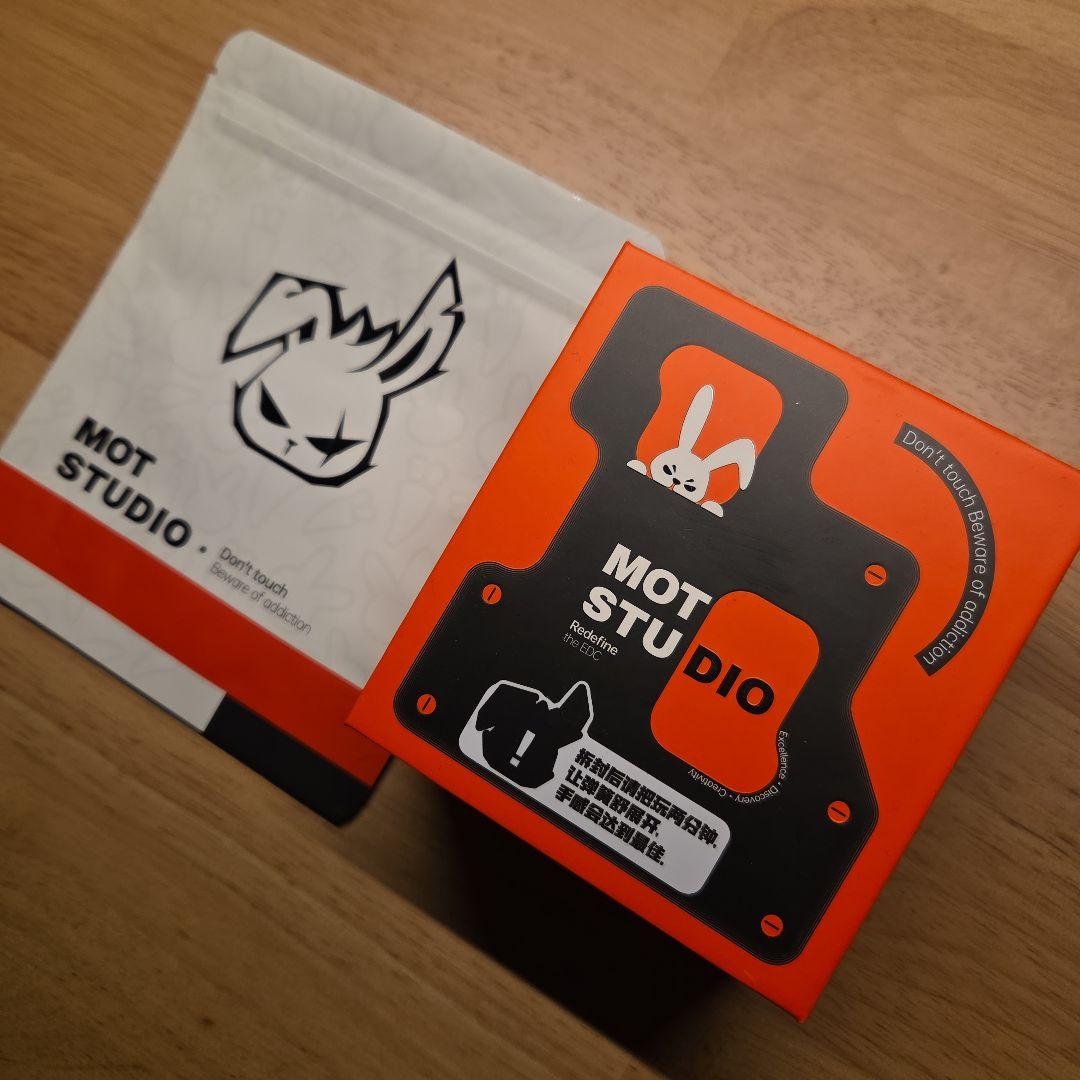 MOT
STUDIO
Don't touch
Beware of addiction
Don't touch Beware of addiction
MOT
STUDIO
Redefine
the EDC
Excellence • Discovery • Creativity
!
拆封后请把玩两分钟,
让弹簧舒展开,
手感会达到最佳.